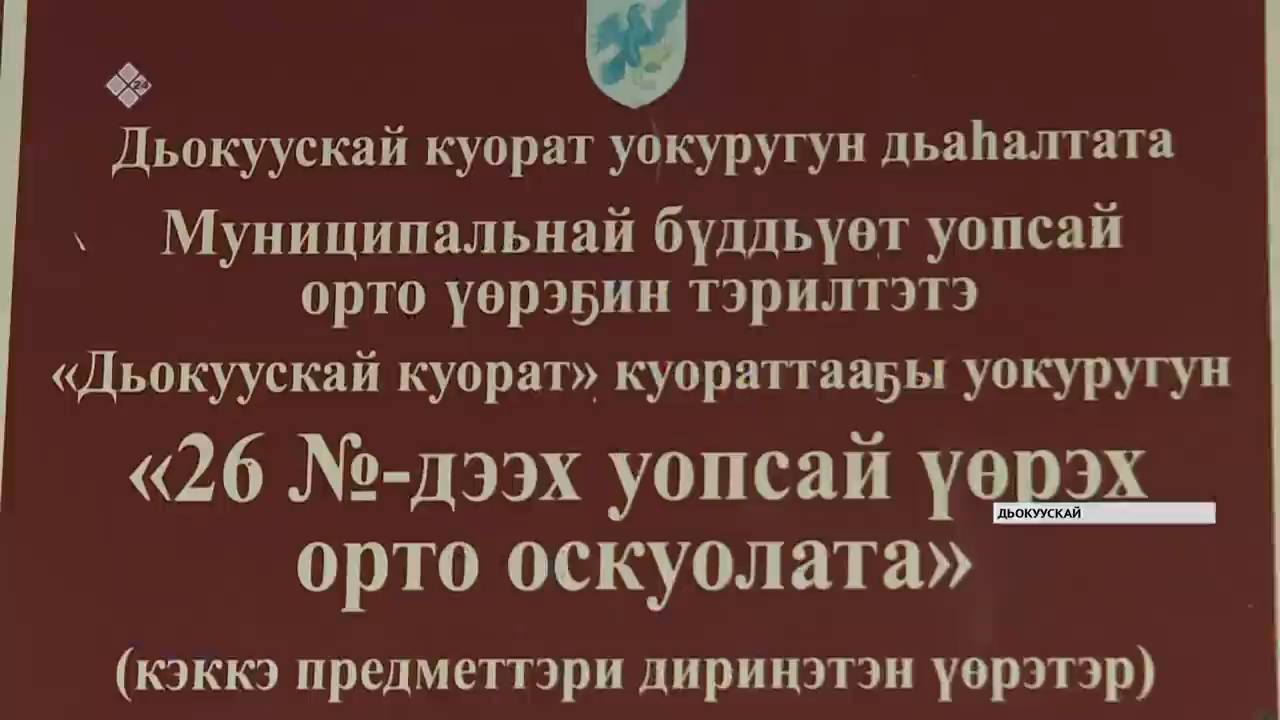 24
Дьокуускай куорат уокуругун дьаһалтата
Муниципальнай бүддьүөт уопсай
орто үөрэҕин тэрилтэтэ
«Дьокуускай куорат» куораттааҕы уокуругун
«26 №-дээх уопсай үөрэх
ДЬОКУУСКАЙ
орто оскуолата»
(кэккэ предметтэри дириҥэтэн үөрэтэр)